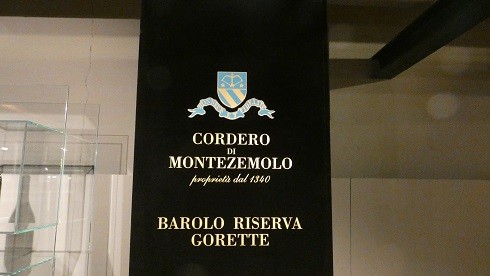 CORDERO
DI
MONTEZEMOLO
proprietà dal 1340
BAROLO RISERVA
GORETTE